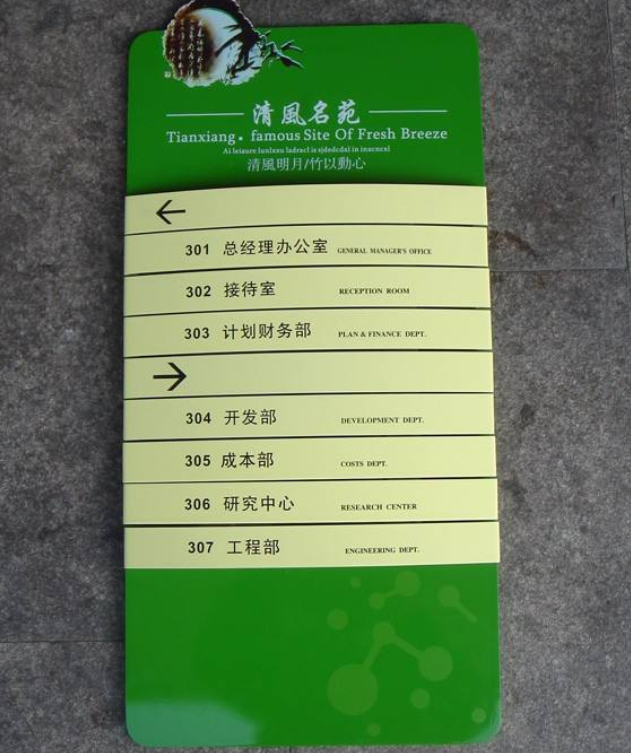 清風名苑
Tianxiang. famous Site Of Fresh Breeze
清風明月/竹以動心
←
301 总经理办公室 GENERAL MANAGER'S OFFICE
302 接待室 RECEPTION ROOM
303 计划财务部 PLAN & FINANCE DEPT.
→
304 开发部 DEVELOPMENT DEPT.
305 成本部 COSTS DEPT.
306 研究中心 RESEARCH CENTER
307 工程部 ENGINEERING DEPT.